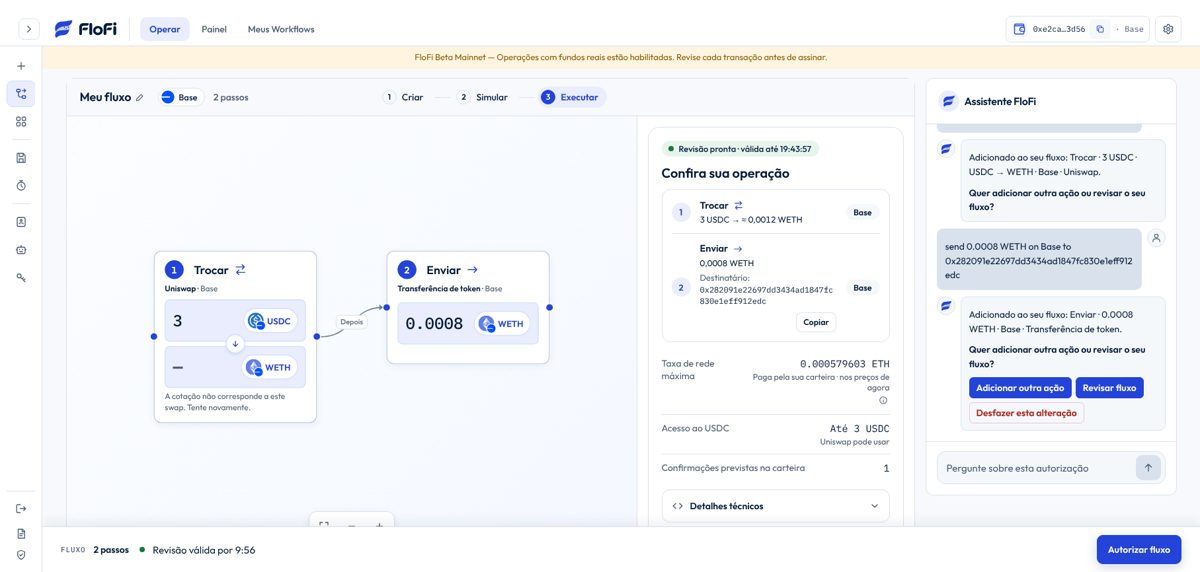 FloFi
Operar
Painel
Meus Workflows
0xe2ca…3d56
· Base
FloFi Beta Mainnet — Operações com fundos reais estão habilitadas. Revise cada transação antes de assinar.
Meu fluxo
Base
2 passos
1 Criar
2 Simular
3 Executar
1 Trocar
Uniswap · Base
3
USDC
—
WETH
A cotação não corresponde a este
swap. Tente novamente.
Depois
2 Enviar
Transferência de token · Base
0.0008
WETH
Revisão pronta · válida até 19:43:57
Confira sua operação
1
Trocar
3 USDC → ≈ 0,0012 WETH
Base
2
Enviar
0,0008 WETH
Destinatário:
0x282091e22697dd3434ad1847fc
830e1eff912edc
Base
Copiar
Taxa de rede
máxima
0.000579603 ETH
Paga pela sua carteira · nos preços de
agora
Acesso ao USDC
Até 3 USDC
Uniswap pode usar
Confirmações previstas na carteira
1
Detalhes técnicos
Assistente FloFi
Adicionado ao seu fluxo: Trocar · 3 USDC ·
USDC → WETH · Base · Uniswap.
Quer adicionar outra ação ou revisar o seu
fluxo?
send 0.0008 WETH on Base to
0x282091e22697dd3434ad1847fc830e1eff912
edc
Adicionado ao seu fluxo: Enviar · 0.0008
WETH · Base · Transferência de token.
Quer adicionar outra ação ou revisar o seu
fluxo?
Adicionar outra ação
Revisar fluxo
Desfazer esta alteração
Pergunte sobre esta autorização
FLUXO
2 passos
Revisão válida por 9:56
Autorizar fluxo